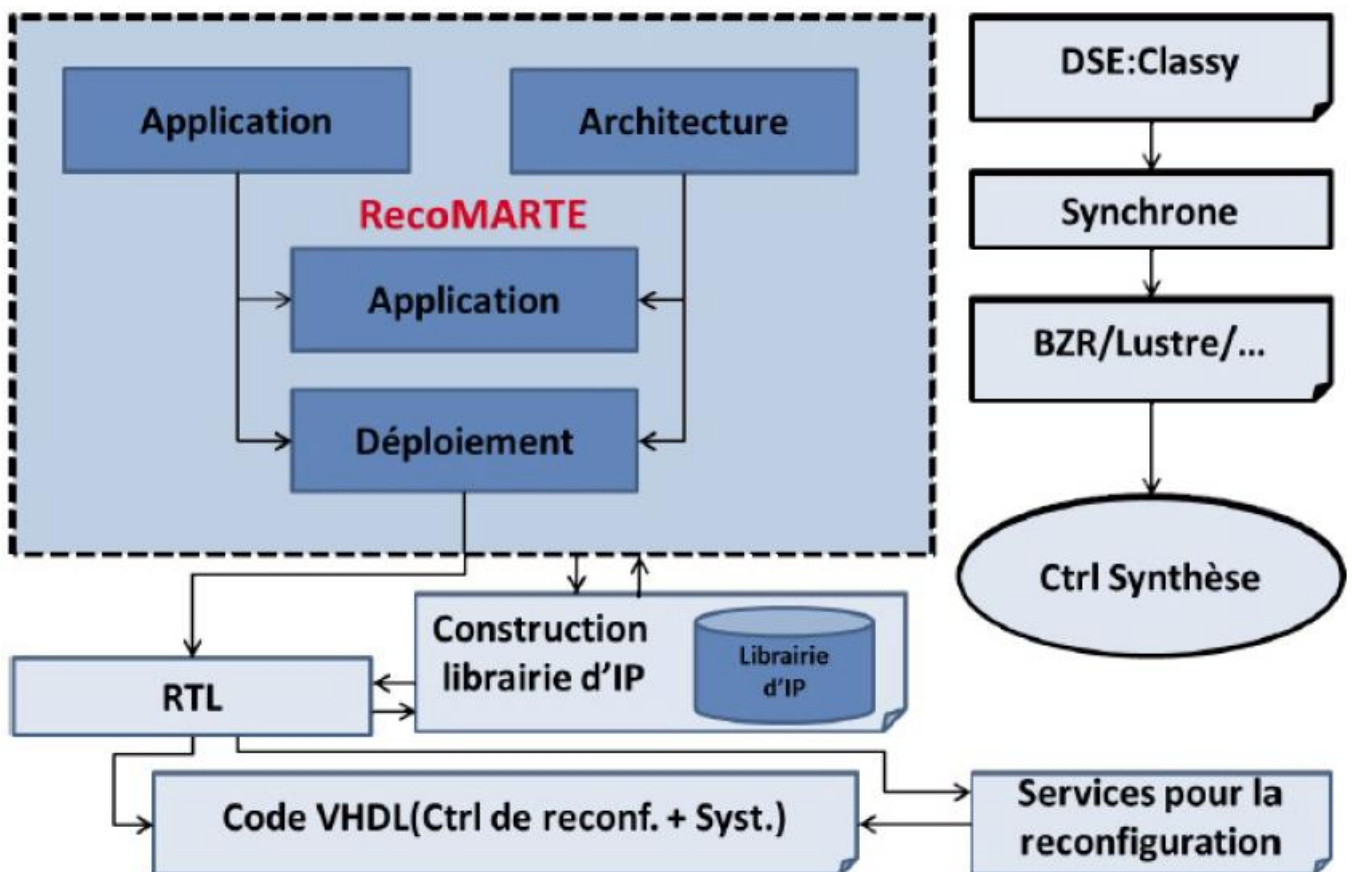 Application
Architecture
RecoMARTE
Application
Déploiement
DSE:Classy
Synchrone
BZR/Lustre/...
Ctrl Synthèse
Construction
librairie d'IP
Librairie
d'IP
RTL
Code VHDL(Ctrl de reconf. + Syst.)
Services pour la
reconfiguration